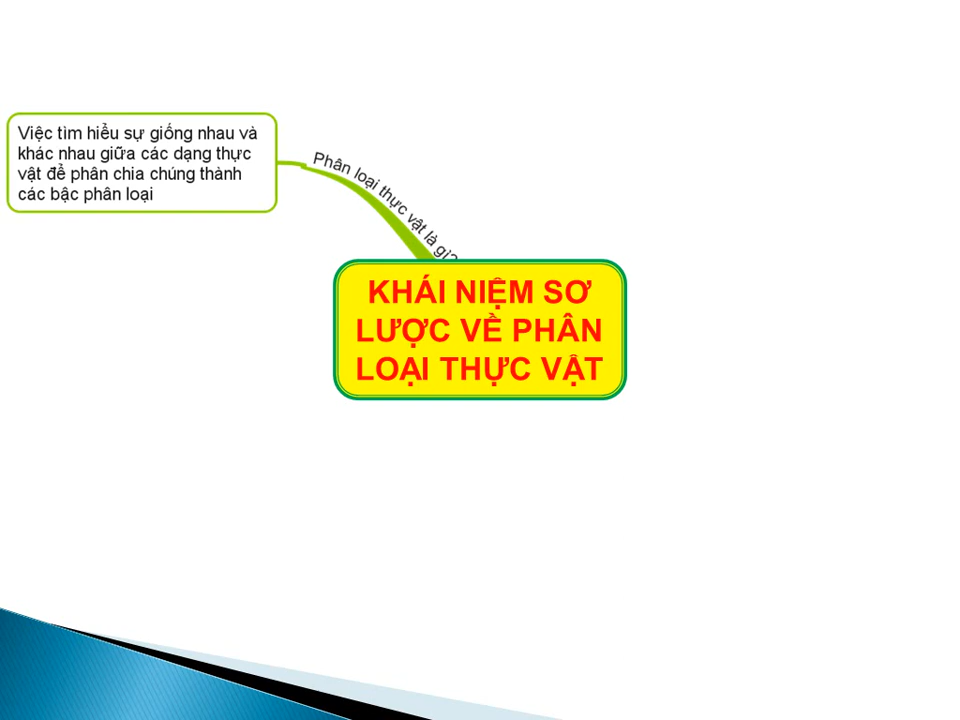 Việc tìm hiểu sự giống nhau và
khác nhau giữa các dạng thực
vật để phân chia chúng thành
các bậc phân loại
Phân loại thực vật là gì?
KHÁI NIỆM SƠ
LƯỢC VỀ PHÂN
LOẠI THỰC VẬT